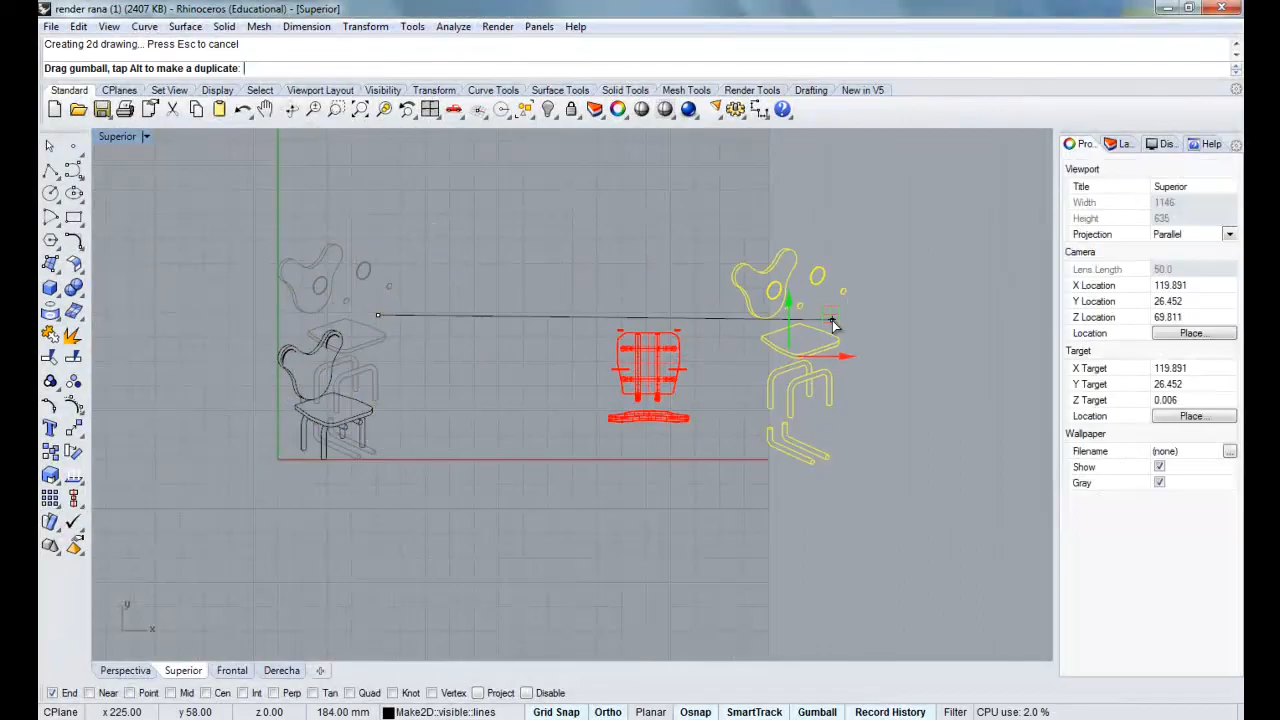 render rana (1) (2407 KB) - Rhinoceros (Educational) - [Superior]
File Edit View Curve Surface Solid Mesh Dimension Transform Tools Analyze Render Panels Help
Creating 2d drawing... Press Esc to cancel
Drag gumball, tap Alt to make a duplicate:
Standard CPlanes Set View Display Select Viewport Layout Visibility Transform Curve Tools Surface Tools Solid Tools Mesh Tools Render Tools Drafting New in V5
Superior
Pro... La... Dis... Help
Viewport
Title Superior
Width 1146
Height 635
Projection Parallel
Camera
Lens Length 50.0
X Location 119.891
Y Location 26.452
Z Location 69.811
Location Place...
Target
X Target 119.891
Y Target 26.452
Z Target 0.006
Location Place...
Wallpaper
Filename (none) ...
Show
Gray
y
x
Perspectiva Superior Frontal Derecha
End Near Point Mid Cen Int Perp Tan Quad Knot Vertex Project Disable
CPlane x 225.00 y 58.00 z 0.00 184.00 mm Make2D::visible::lines Grid Snap Ortho Planar Osnap SmartTrack Gumball Record History Filter CPU use: 2.0 %